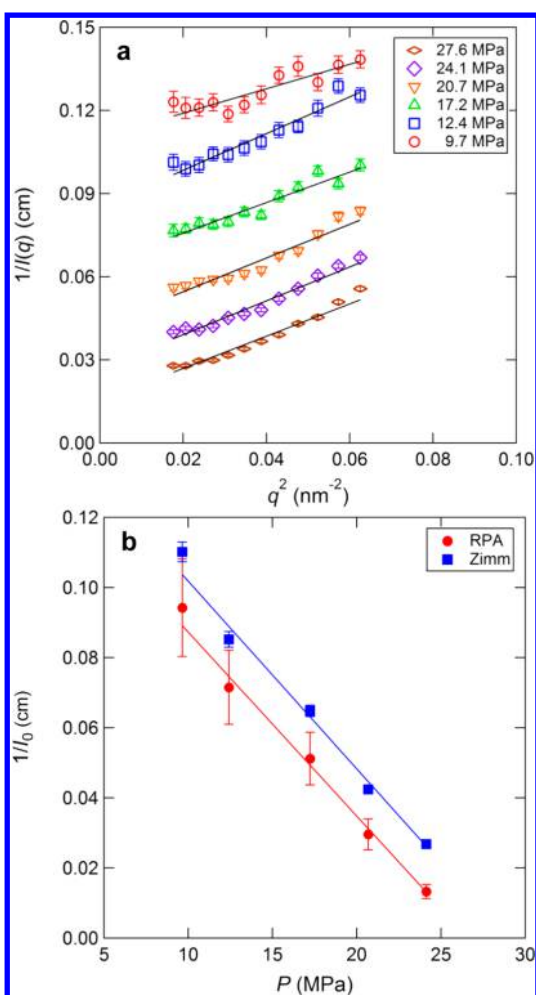 a
27.6 MPa
24.1 MPa
20.7 MPa
17.2 MPa
12.4 MPa
9.7 MPa
0.15
0.12
0.09
0.06
0.03
0.00
1/I(q) (cm)
0.00 0.02 0.04 0.06 0.08 0.10
q² (nm⁻²)
b
RPA
Zimm
0.12
0.10
0.08
0.06
0.04
0.02
0.00
1/I₀ (cm)
5 10 15 20 25 30
P (MPa)